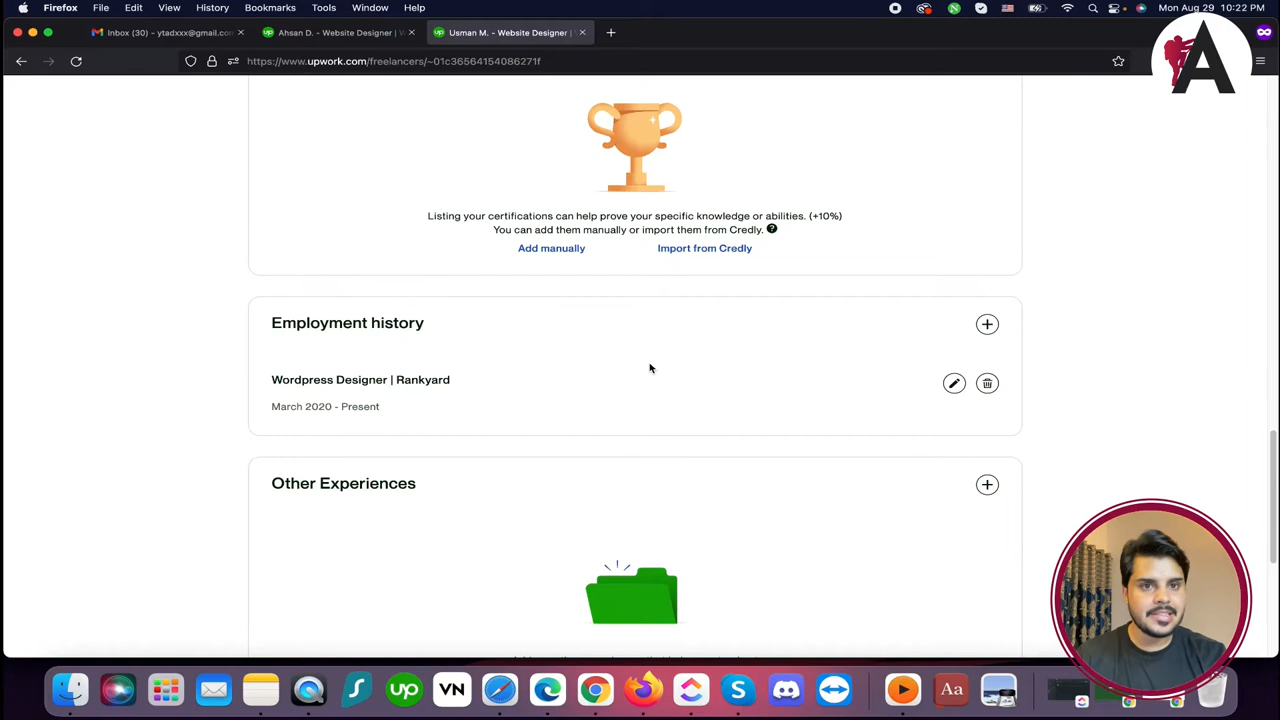 Firefox File Edit View History Bookmarks Tools Window Help Mon Aug 29 10:22 PM
Inbox (30) - ytadxxx@gmail.com Ahsan D. - Website Designer | W Usman M. - Website Designer |
https://www.upwork.com/freelancers/~01c36564154086271f
A
Listing your certifications can help prove your specific knowledge or abilities. (+10%)
You can add them manually or import them from Credly. ?
Add manually Import from Credly
Employment history
Wordpress Designer | Rankyard
March 2020 - Present
Other Experiences
up VN Aa